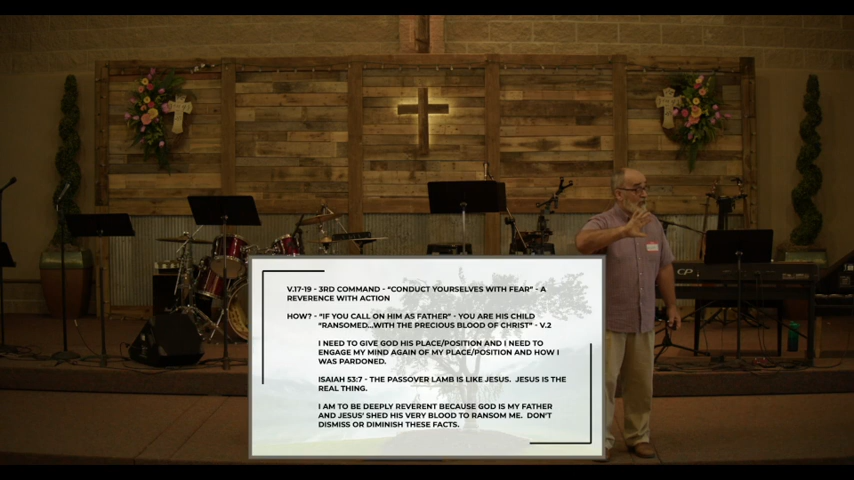 V.17-19 - 3RD COMMAND - "CONDUCT YOURSELVES WITH FEAR" - A
REVERENCE WITH ACTION
HOW? - "IF YOU CALL ON HIM AS FATHER" - YOU ARE HIS CHILD
"RANSOMED...WITH THE PRECIOUS BLOOD OF CHRIST" - V.2
I NEED TO GIVE GOD HIS PLACE/POSITION AND I NEED TO
ENGAGE MY MIND AGAIN OF MY PLACE/POSITION AND HOW I
WAS PARDONED.
ISAIAH 53:7 - THE PASSOVER LAMB IS LIKE JESUS. JESUS IS THE
REAL THING.
I AM TO BE DEEPLY REVERENT BECAUSE GOD IS MY FATHER
AND JESUS' SHED HIS VERY BLOOD TO RANSOM ME. DON'T
DISMISS OR DIMINISH THESE FACTS.
CP